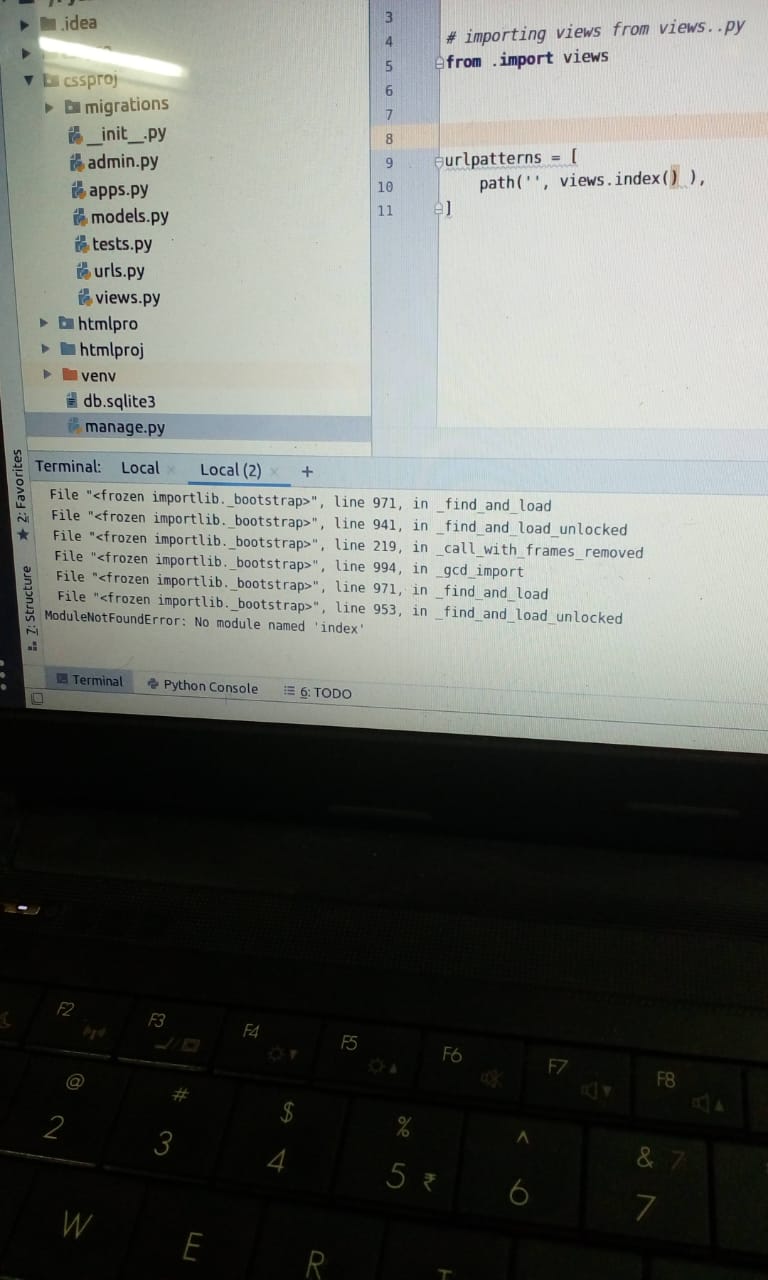 .idea
cssproj
migrations
__init__.py
admin.py
apps.py
models.py
tests.py
urls.py
views.py
htmlpro
htmlproj
venv
db.sqlite3
manage.py
3
4 # importing views from views..py
5 from .import views
6
7
8
9 urlpatterns = [
10 path('', views.index() ),
11 ]
2: Favorites
7: Structure
Terminal: Local × Local (2) × +
File "<frozen importlib._bootstrap>", line 971, in _find_and_load
File "<frozen importlib._bootstrap>", line 941, in _find_and_load_unlocked
File "<frozen importlib._bootstrap>", line 219, in _call_with_frames_removed
File "<frozen importlib._bootstrap>", line 994, in _gcd_import
File "<frozen importlib._bootstrap>", line 971, in _find_and_load
File "<frozen importlib._bootstrap>", line 953, in _find_and_load_unlocked
ModuleNotFoundError: No module named 'index'
Terminal Python Console 6: TODO
F2 F3 F4 F5 F6 F7 F8
@ # $ % ^ & 7
2 3 4 5 ₹ 6 7
W E R